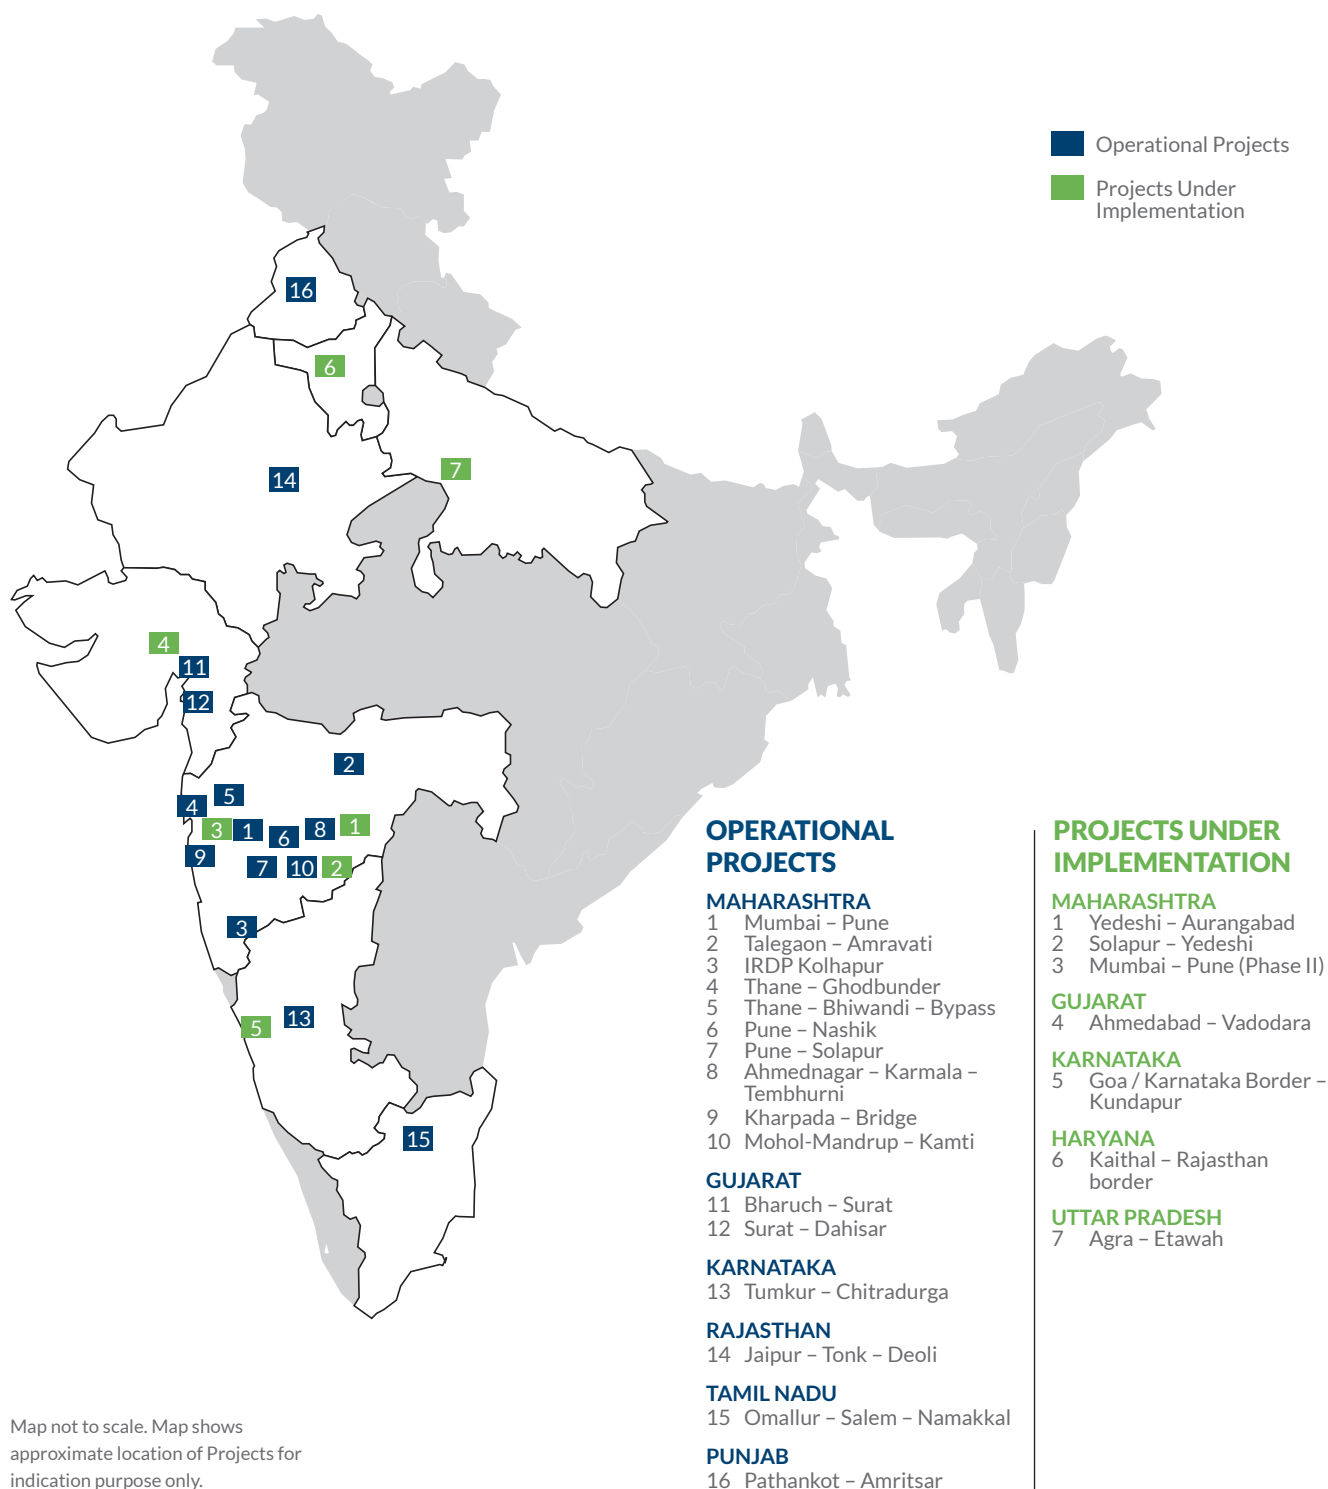 Operational Projects
Projects Under
Implementation
16
6
7
14
4
11
12
2
5
4
3
1
6
8
1
9
7
10
2
3
13
5
15
OPERATIONAL
PROJECTS
MAHARASHTRA
1 Mumbai – Pune
2 Talegaon – Amravati
3 IRDP Kolhapur
4 Thane – Ghodbunder
5 Thane – Bhiwandi – Bypass
6 Pune – Nashik
7 Pune – Solapur
8 Ahmednagar – Karmala –
Tembhurni
9 Kharpada – Bridge
10 Mohol-Mandrup – Kamti
GUJARAT
11 Bharuch – Surat
12 Surat – Dahisar
KARNATAKA
13 Tumkur – Chitradurga
RAJASTHAN
14 Jaipur – Tonk – Deoli
TAMIL NADU
15 Omallur – Salem – Namakkal
PUNJAB
16 Pathankot – Amritsar
PROJECTS UNDER
IMPLEMENTATION
MAHARASHTRA
1 Yedeshi – Aurangabad
2 Solapur – Yedeshi
3 Mumbai – Pune (Phase II)
GUJARAT
4 Ahmedabad – Vadodara
KARNATAKA
5 Goa / Karnataka Border –
Kundapur
HARYANA
6 Kaithal – Rajasthan
border
UTTAR PRADESH
7 Agra – Etawah
Map not to scale. Map shows
approximate location of Projects for
indication purpose only.